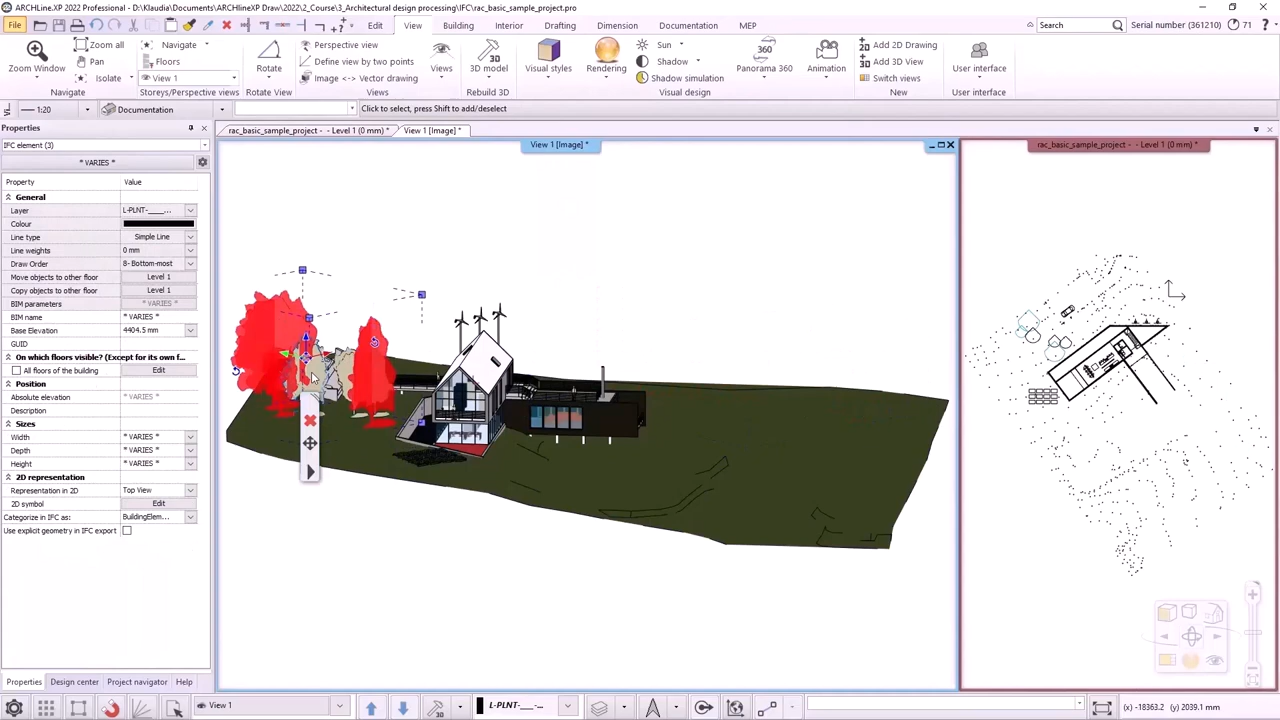 ARCHLine.XP 2022 Professional - D:\Klaudia\Documents\ARCHlineXP Draw\2022\2_Course\3_Architectural design processing\IFC\rac_basic_sample_project.pro
File
Edit
View
Building
Interior
Drafting
Dimension
Documentation
MEP
Search
Serial number (361210)
71
Zoom Window
Zoom all
Pan
Isolate
Navigate
Navigate
Floors
View 1
Storeys/Perspective views
Rotate
Rotate View
Perspective view
Define view by two points
Image <-> Vector drawing
Views
Views
3D model
Rebuild 3D
Visual styles
Rendering
Sun
Shadow
Shadow simulation
Panorama 360
Animation
Visual design
Add 2D Drawing
Add 3D View
Switch views
New
User interface
User interface
1:20
Documentation
Click to select, press Shift to add/deselect
Properties
IFC element (3)
* VARIES *
Property Value
General
Layer L-PLNT-____...
Colour
Line type Simple Line
Line weights 0 mm
Draw Order 8- Bottom-most
Move objects to other floor Level 1
Copy objects to other floor Level 1
BIM parameters * VARIES *
BIM name * VARIES *
Base Elevation 4404.5 mm
GUID
On which floors visible? (Except for its own f...
All floors of the building Edit
Position
Absolute elevation * VARIES *
Description
Sizes
Width * VARIES *
Depth * VARIES *
Height * VARIES *
2D representation
Representation in 2D Top View
2D symbol Edit
Categorize in IFC as: BuildingElem...
Use explicit geometry in IFC export
Properties Design center Project navigator Help
rac_basic_sample_project - - Level 1 (0 mm) *
View 1 [Image] *
View 1 [Image] *
rac_basic_sample_project - - Level 1 (0 mm) *
View 1
L-PLNT-___-...
(x) -18363.2 (y) 2039.1 mm